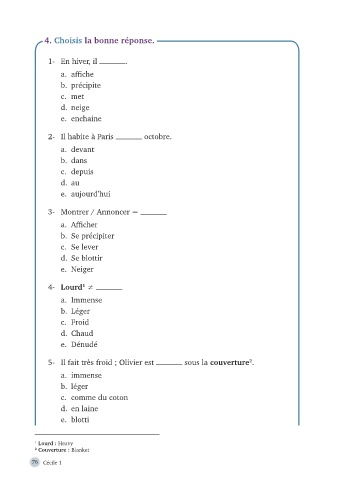 4. Choisis la bonne réponse.
1- En hiver, il ______.
a. affiche
b. précipite
c. met
d. neige
e. enchaine
2- Il habite à Paris ______ octobre.
a. devant
b. dans
c. depuis
d. au
e. aujourd'hui
3- Montrer / Annoncer = ______
a. Afficher
b. Se précipiter
c. Se lever
d. Se blottir
e. Neiger
4- Lourd¹ ≠ ______
a. Immense
b. Léger
c. Froid
d. Chaud
e. Dénudé
5- Il fait très froid ; Olivier est ______ sous la couverture².
a. immense
b. léger
c. comme du coton
d. en laine
e. blotti
¹ Lourd : Heavy
² Couverture : Blanket
76 Cécile 1